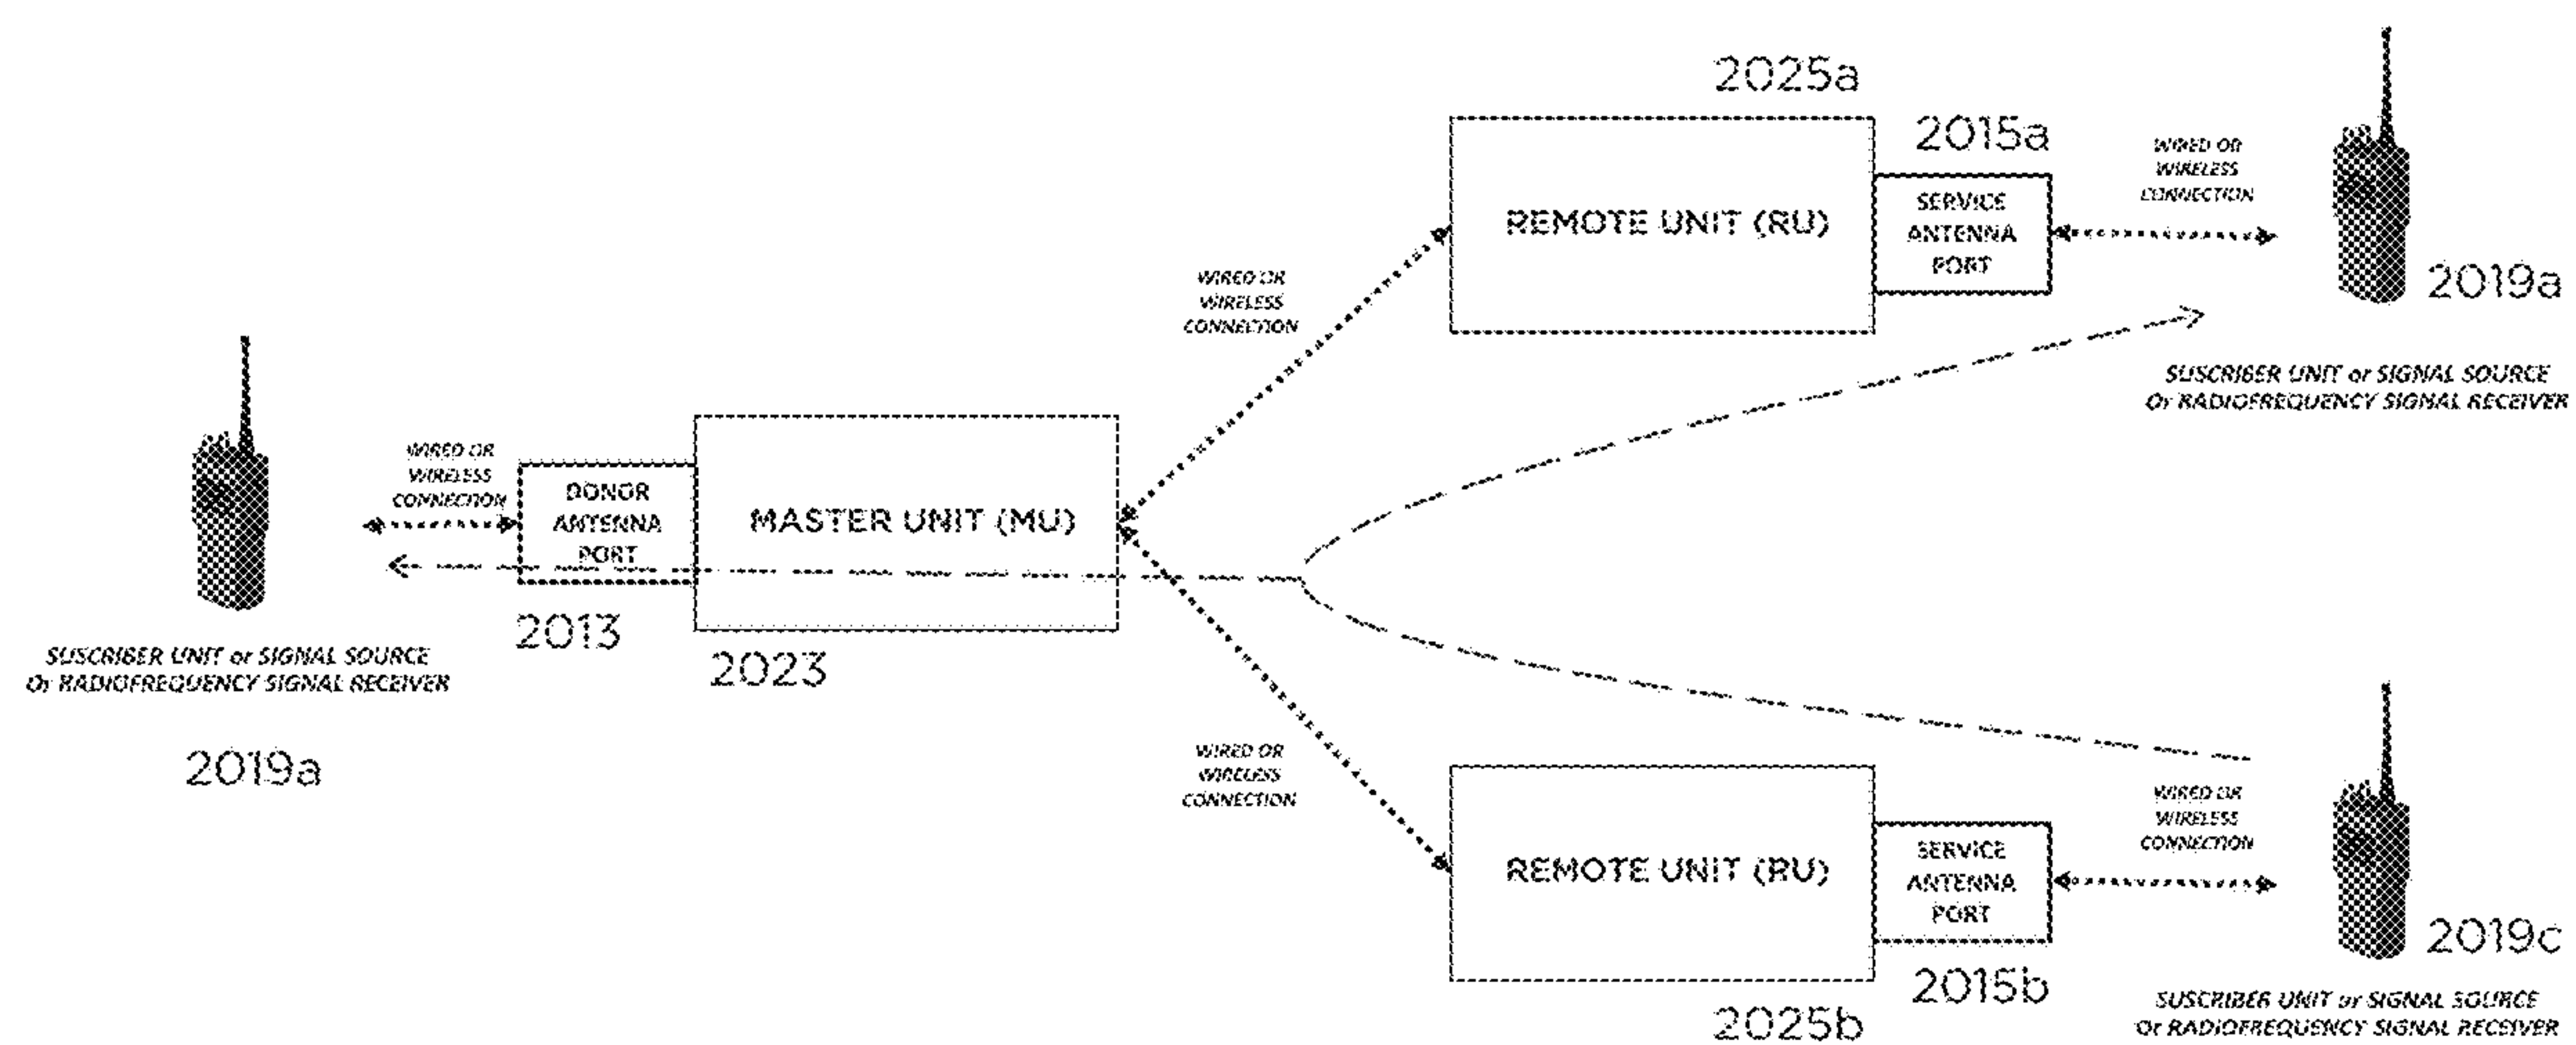 2025a
2015a
REMOTE UNIT (RU)
SERVICE
ANTENNA
PORT
WIRED OR
WIRELESS
CONNECTION
2019a
SUSCRIBER UNIT or SIGNAL SOURCE
Or RADIOFREQUENCY SIGNAL RECEIVER
WIRED OR
WIRELESS
CONNECTION
WIRED OR
WIRELESS
CONNECTION
DONOR
ANTENNA
PORT
MASTER UNIT (MU)
2013
2023
SUSCRIBER UNIT or SIGNAL SOURCE
Or RADIOFREQUENCY SIGNAL RECEIVER
2019a
WIRED OR
WIRELESS
CONNECTION
REMOTE UNIT (RU)
SERVICE
ANTENNA
PORT
WIRED OR
WIRELESS
CONNECTION
2019c
2015b
2025b
SUSCRIBER UNIT or SIGNAL SOURCE
Or RADIOFREQUENCY SIGNAL RECEIVER